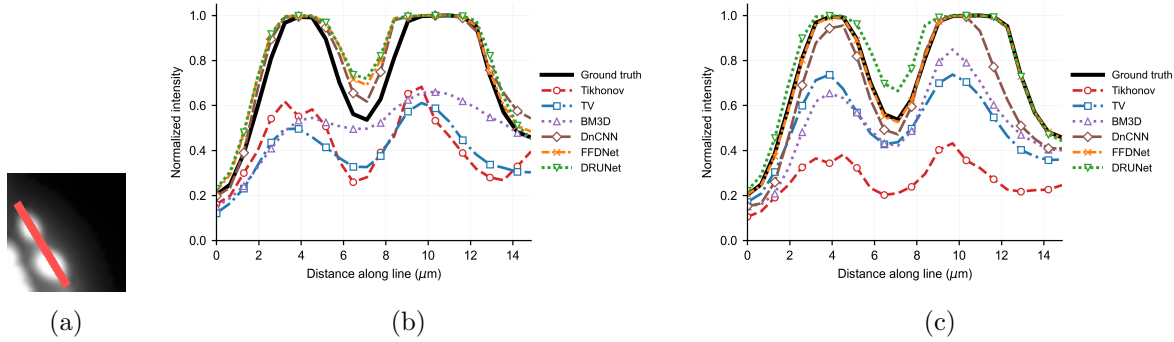 1.0
0.8
0.6
0.4
0.2
0.0
Normalized intensity
0 2 4 6 8 10 12 14
Distance along line (μm)
Ground truth
Tikhonov
TV
BM3D
DnCNN
FFDNet
DRUNet
1.0
0.8
0.6
0.4
0.2
0.0
Normalized intensity
0 2 4 6 8 10 12 14
Distance along line (μm)
Ground truth
Tikhonov
TV
BM3D
DnCNN
FFDNet
DRUNet
(a) (b) (c)